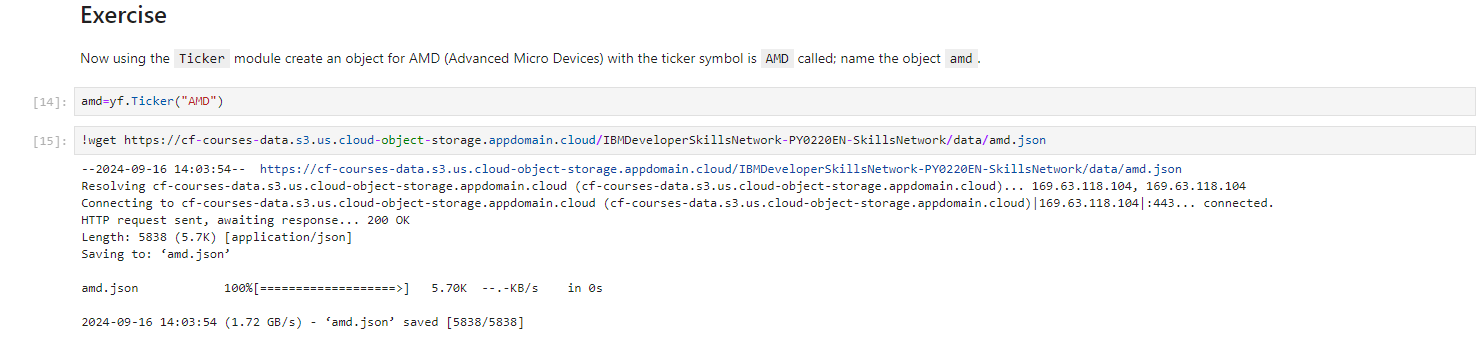 Exercise
Now using the Ticker module create an object for AMD (Advanced Micro Devices) with the ticker symbol is AMD called; name the object amd.
[14]: amd=yf.Ticker("AMD")
[15]: !wget https://cf-courses-data.s3.us.cloud-object-storage.appdomain.cloud/IBMDeveloperSkillsNetwork-PY0220EN-SkillsNetwork/data/amd.json
--2024-09-16 14:03:54--  https://cf-courses-data.s3.us.cloud-object-storage.appdomain.cloud/IBMDeveloperSkillsNetwork-PY0220EN-SkillsNetwork/data/amd.json
Resolving cf-courses-data.s3.us.cloud-object-storage.appdomain.cloud (cf-courses-data.s3.us.cloud-object-storage.appdomain.cloud)... 169.63.118.104, 169.63.118.104
Connecting to cf-courses-data.s3.us.cloud-object-storage.appdomain.cloud (cf-courses-data.s3.us.cloud-object-storage.appdomain.cloud)|169.63.118.104|:443... connected.
HTTP request sent, awaiting response... 200 OK
Length: 5838 (5.7K) [application/json]
Saving to: ‘amd.json’
amd.json            100%[===================>]   5.70K  --.-KB/s    in 0s
2024-09-16 14:03:54 (1.72 GB/s) - ‘amd.json’ saved [5838/5838]